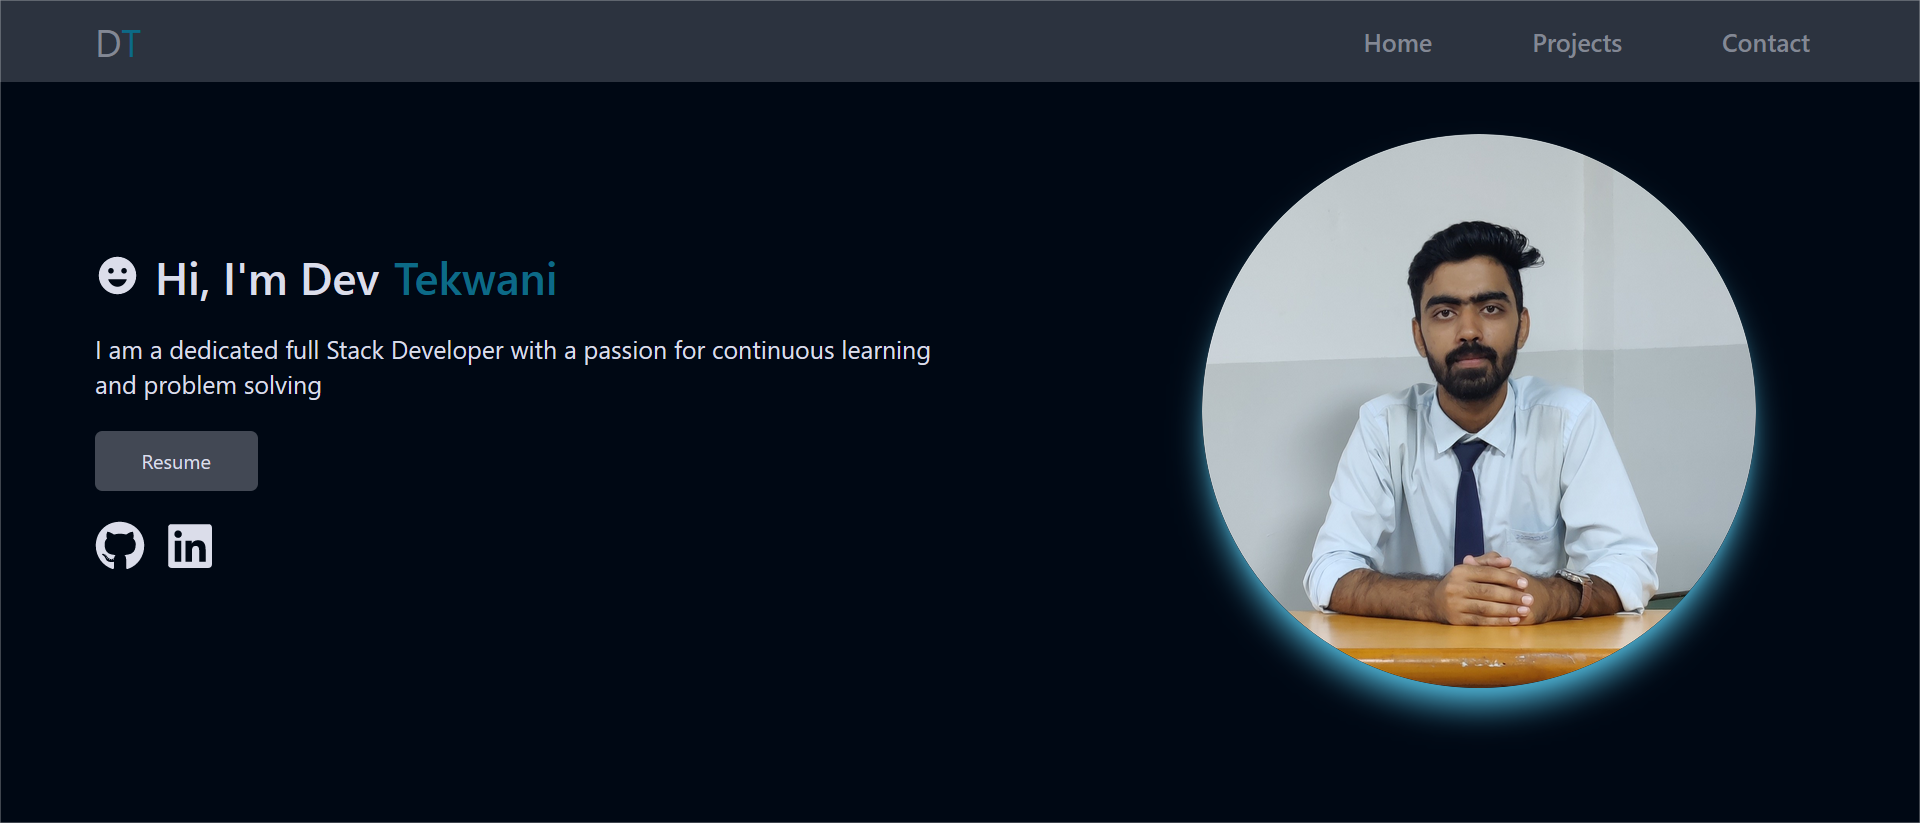 DT
Home Projects Contact
Hi, I'm Dev Tekwani
I am a dedicated full Stack Developer with a passion for continuous learning
and problem solving
Resume
in